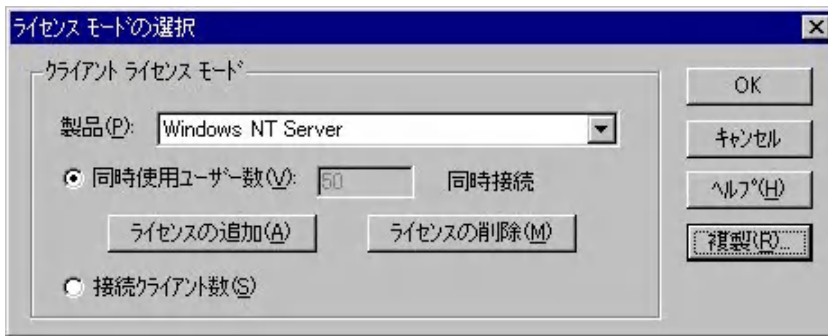 ライセンス モードの選択
クライアント ライセンス モード
製品(P): Windows NT Server
同時使用ユーザー数(V): 50 同時接続
ライセンスの追加(A) ライセンスの削除(M)
接続クライアント数(S)
OK
キャンセル
ヘルプ(H)
複製(R)...